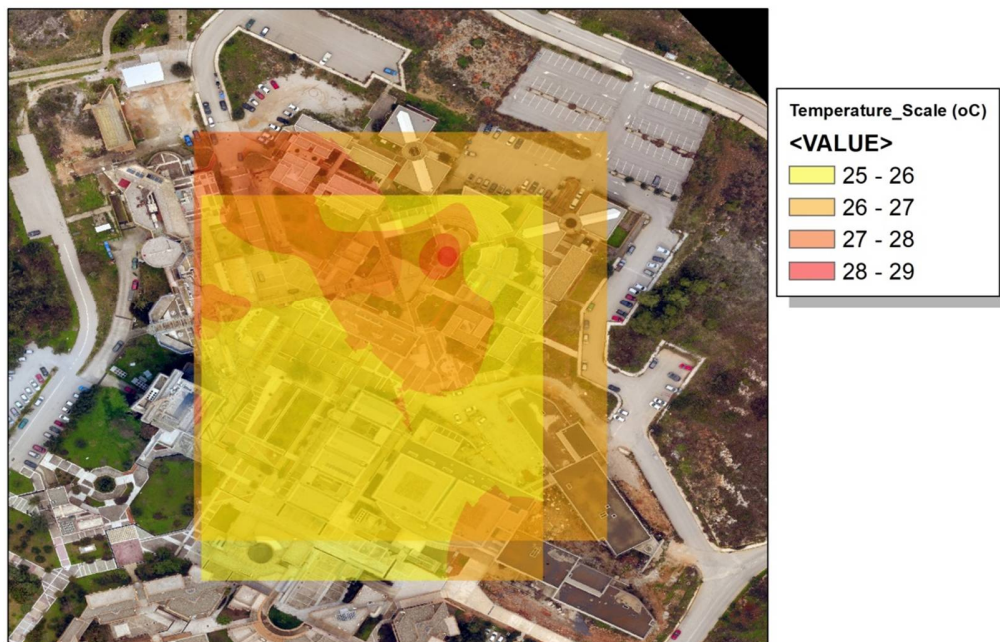 Temperature_Scale (oC)
<VALUE>
25 - 26
26 - 27
27 - 28
28 - 29